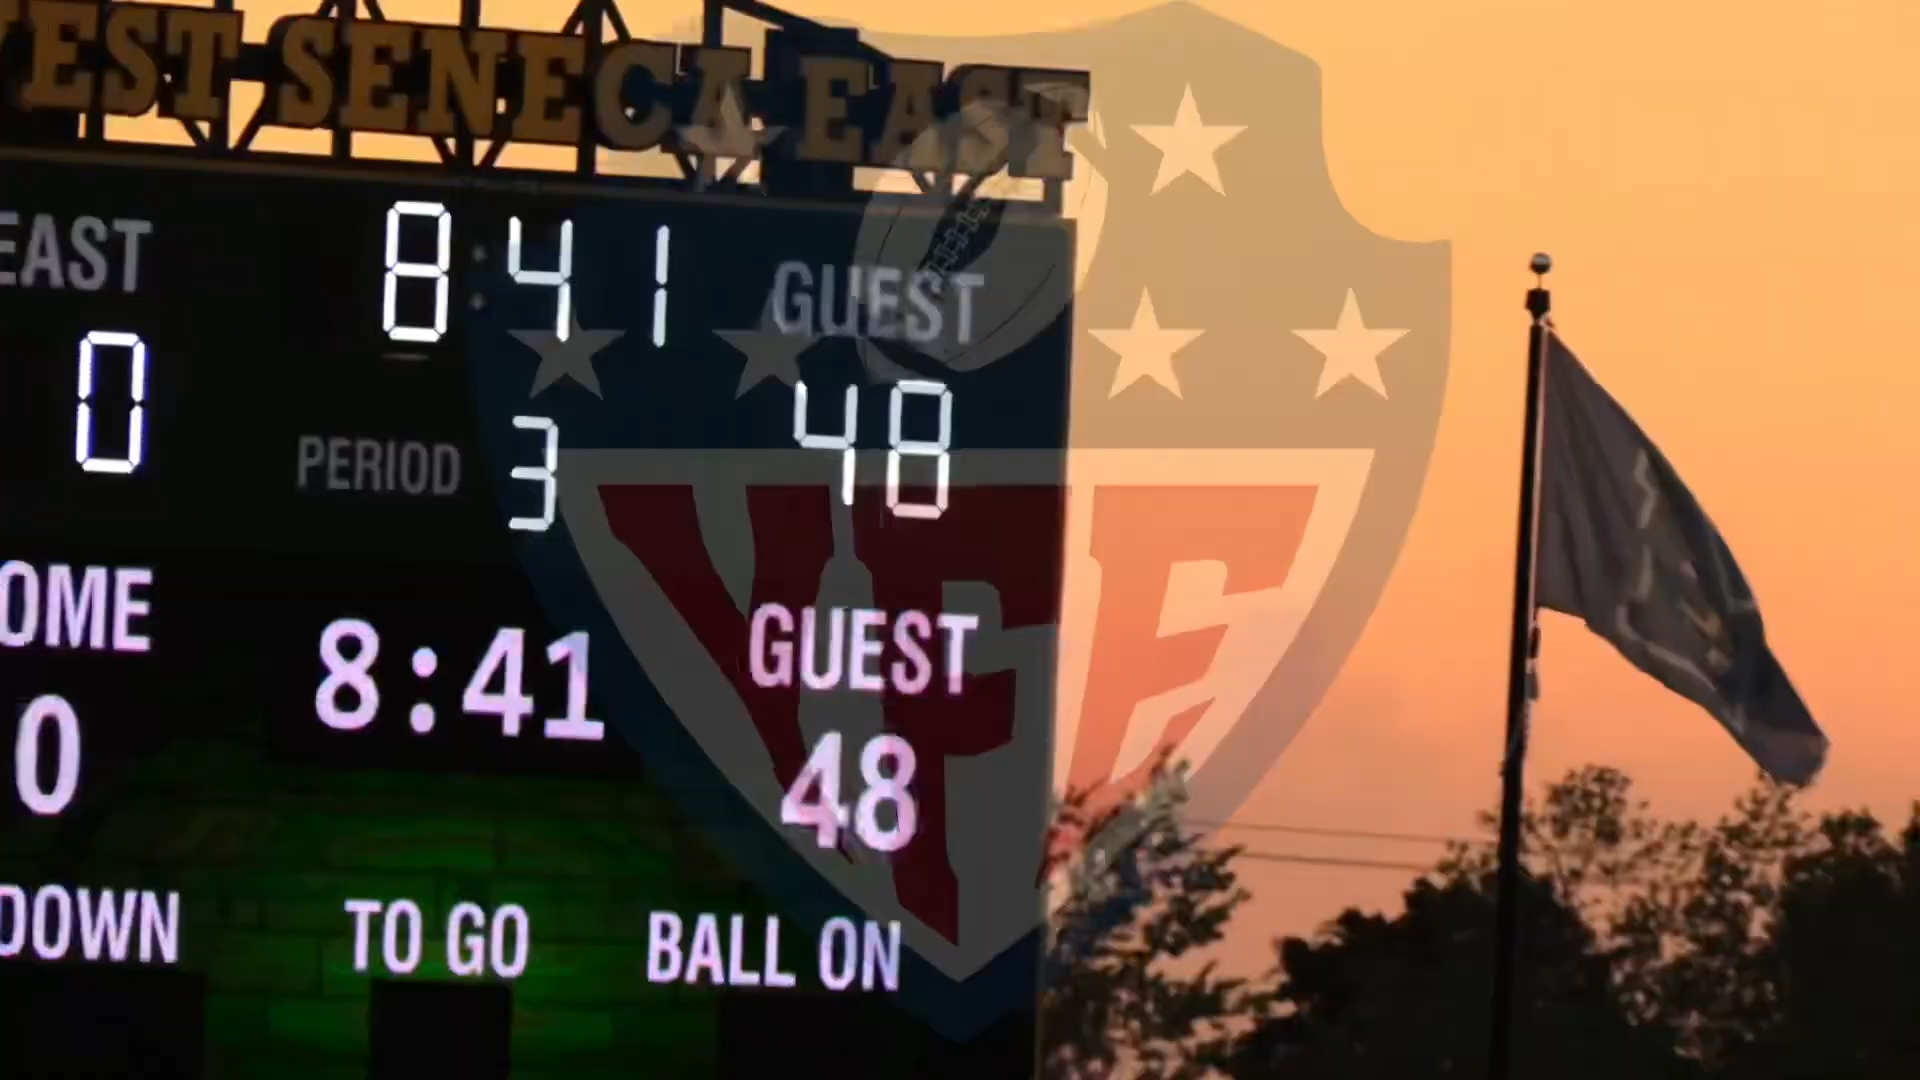 WEST SENECA EAST
EAST 8:41 GUEST
0 PERIOD 3 48
HOME 8:41 GUEST
0 48
DOWN TO GO BALL ON